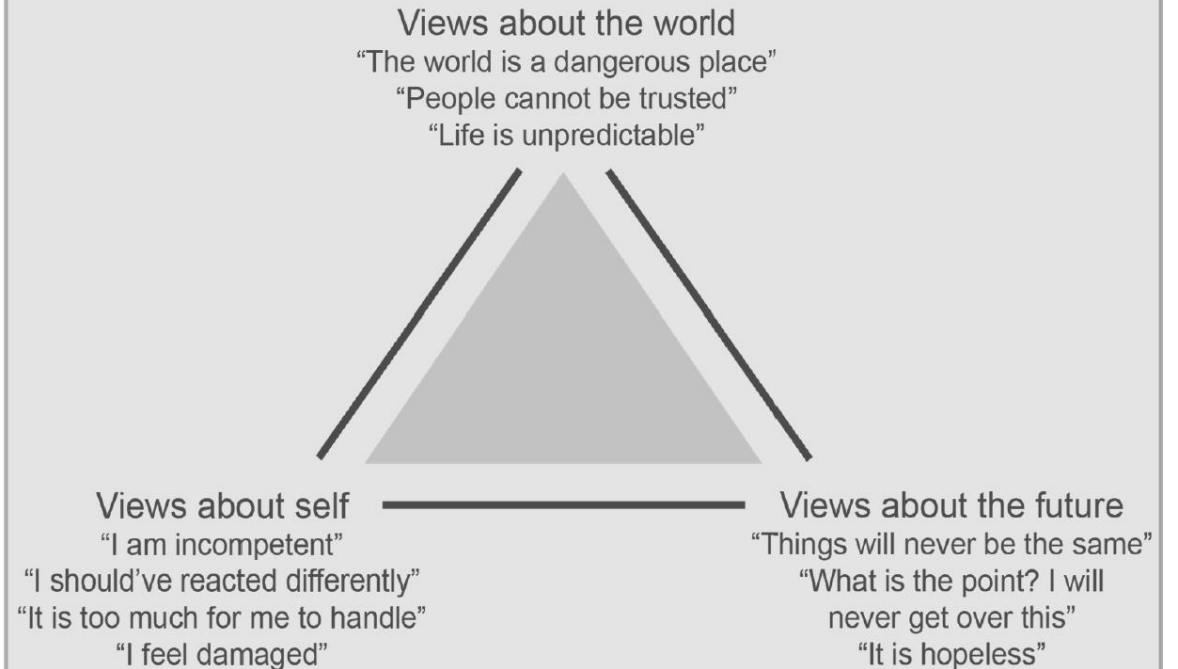 Views about the world
“The world is a dangerous place”
“People cannot be trusted”
“Life is unpredictable”
Views about self
“I am incompetent”
“I should’ve reacted differently”
“It is too much for me to handle”
“I feel damaged”
Views about the future
“Things will never be the same”
“What is the point? I will
never get over this”
“It is hopeless”